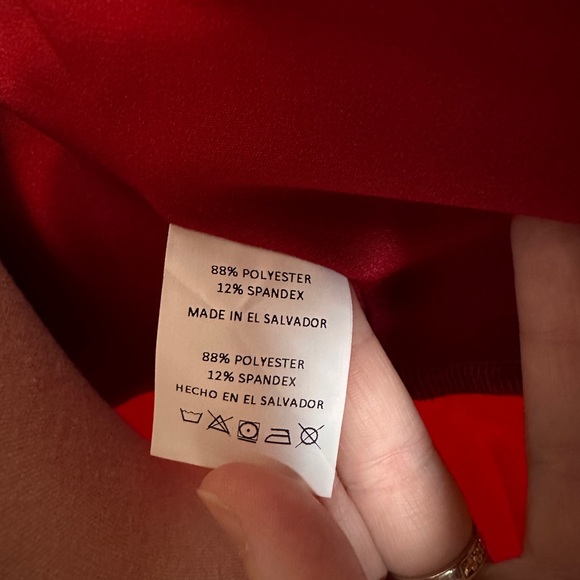 88% POLYESTER
12% SPANDEX
MADE IN EL SALVADOR
88% POLYESTER
12% SPANDEX
HECHO EN EL SALVADOR